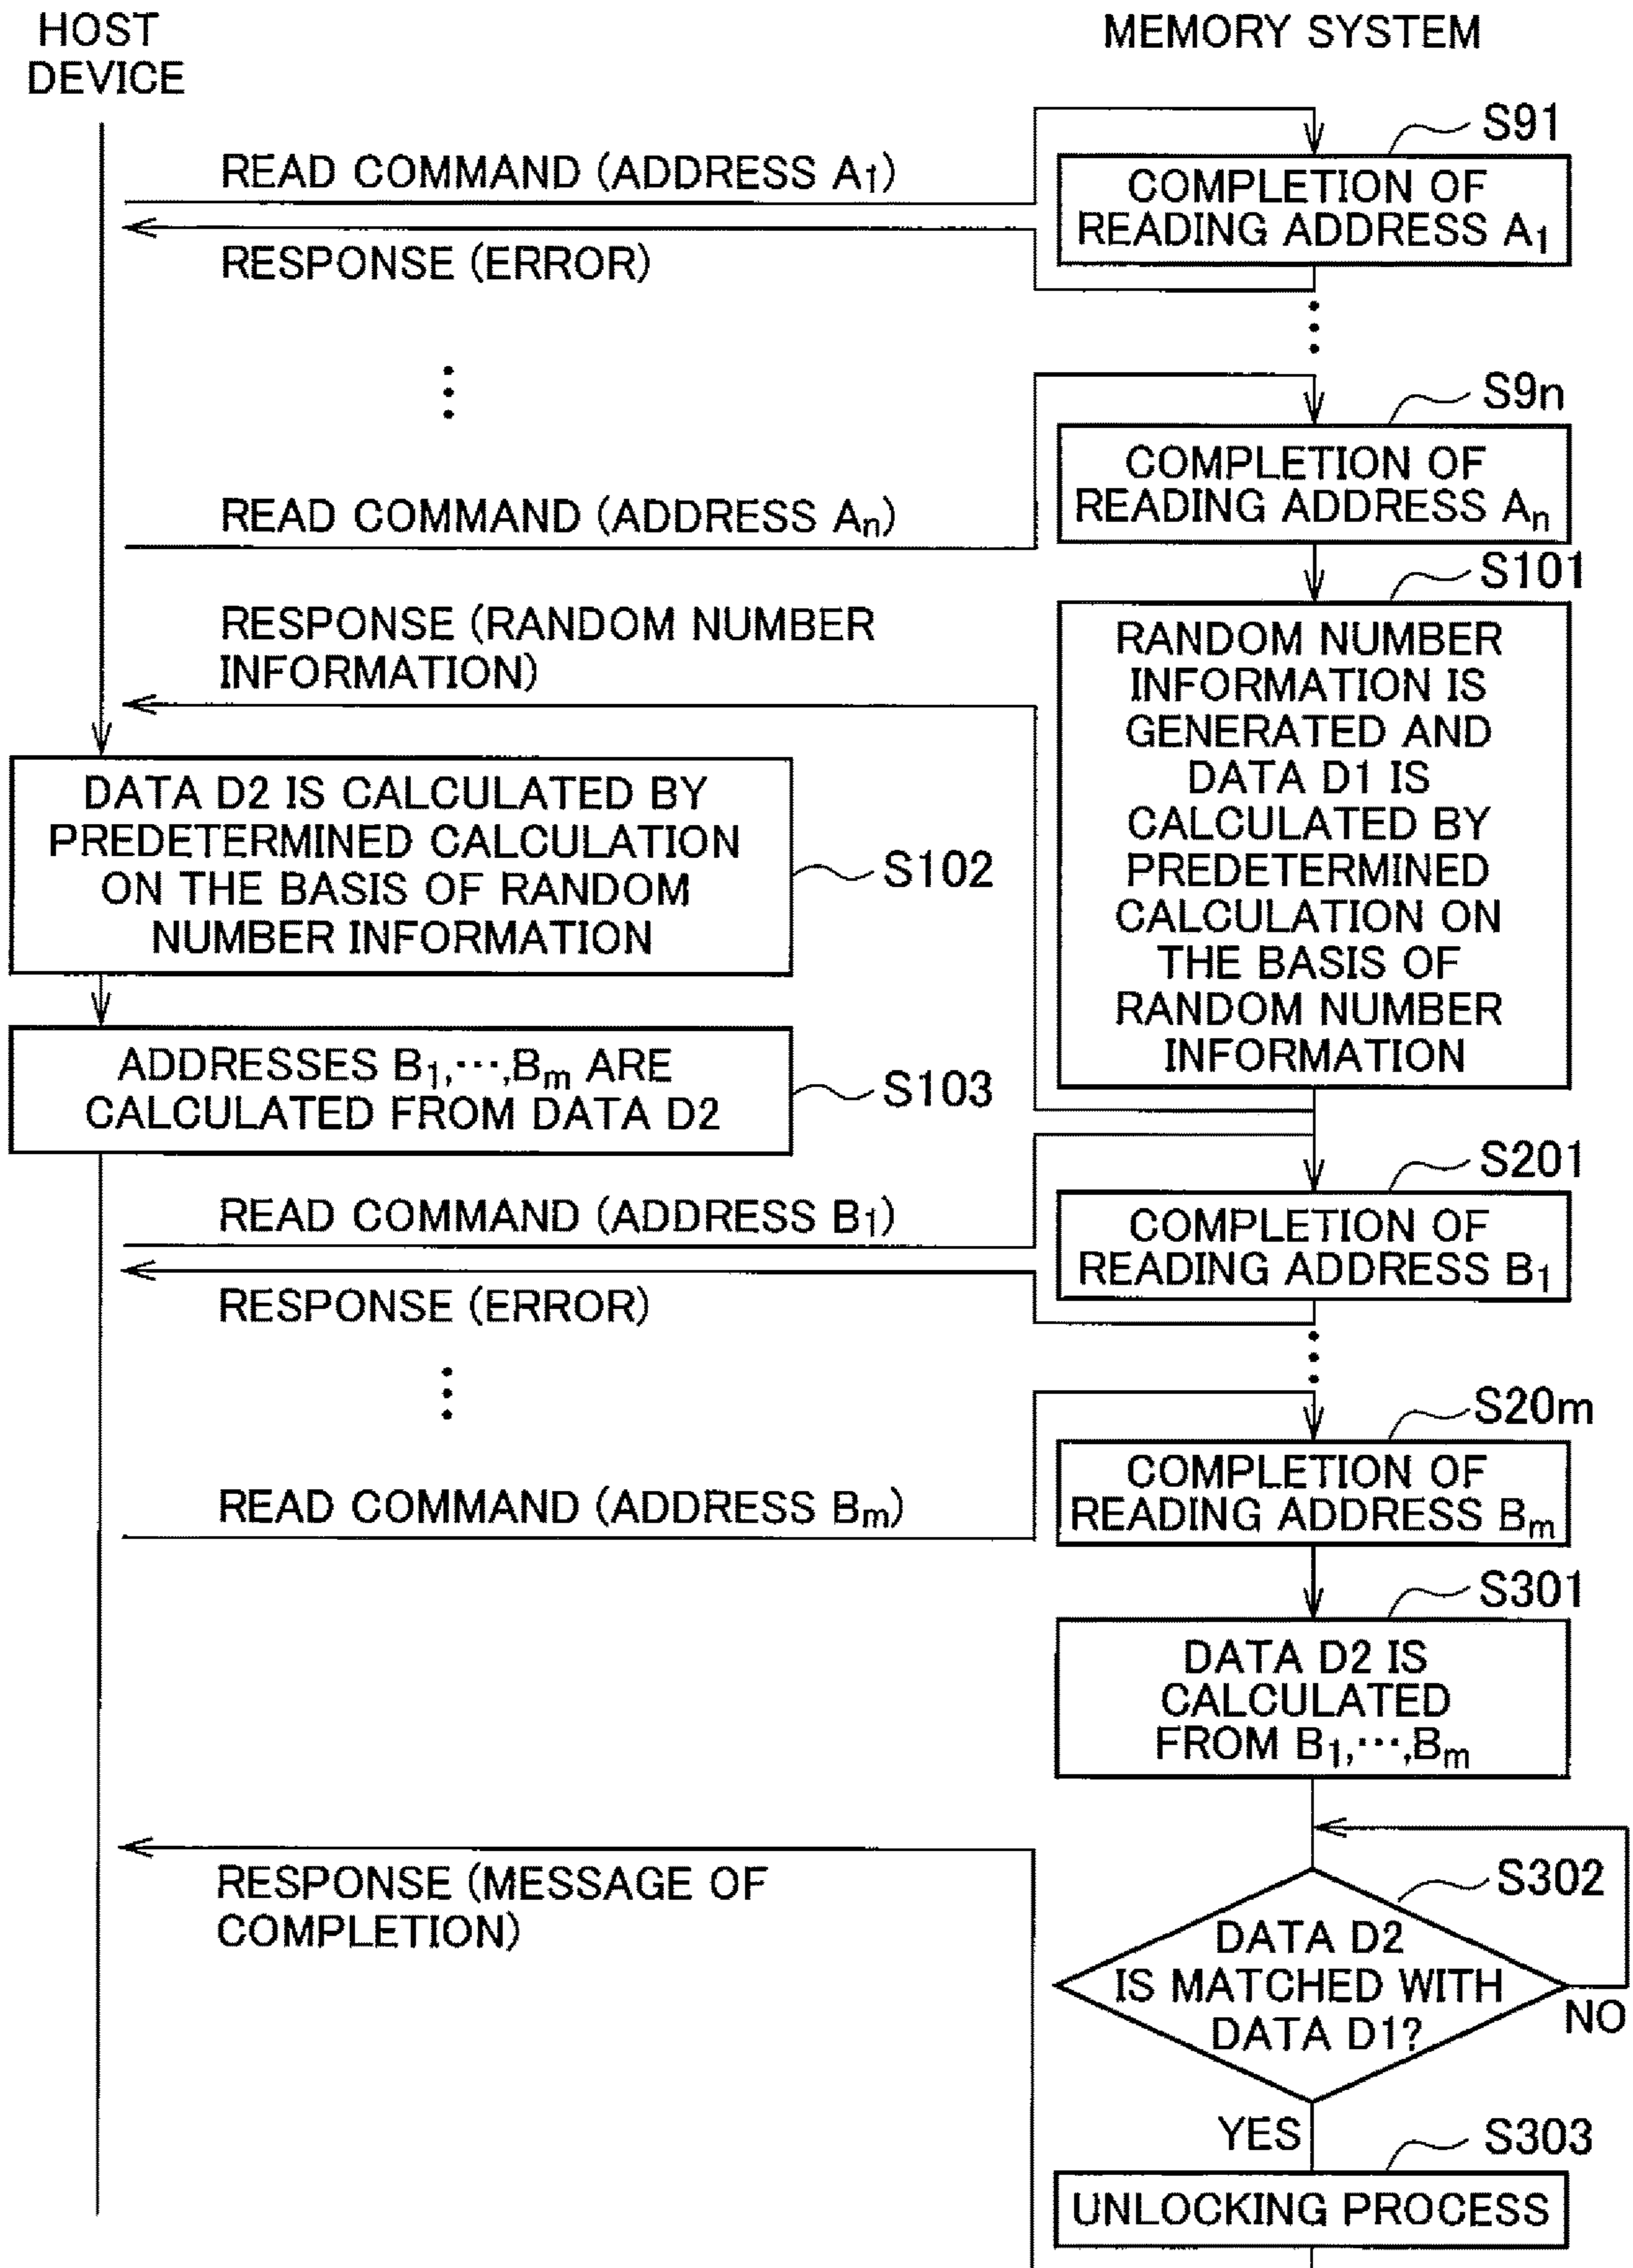 HOST
DEVICE
MEMORY SYSTEM
S91
READ COMMAND (ADDRESS A1)
COMPLETION OF
READING ADDRESS A1
RESPONSE (ERROR)
S9n
COMPLETION OF
READING ADDRESS An
READ COMMAND (ADDRESS An)
S101
RESPONSE (RANDOM NUMBER
INFORMATION)
RANDOM NUMBER
INFORMATION IS
GENERATED AND
DATA D1 IS
CALCULATED BY
PREDETERMINED
CALCULATION ON
THE BASIS OF
RANDOM NUMBER
INFORMATION
DATA D2 IS CALCULATED BY
PREDETERMINED CALCULATION
ON THE BASIS OF RANDOM
NUMBER INFORMATION
S102
ADDRESSES B1,⋯,Bm ARE
CALCULATED FROM DATA D2
S103
S201
READ COMMAND (ADDRESS B1)
COMPLETION OF
READING ADDRESS B1
RESPONSE (ERROR)
S20m
COMPLETION OF
READING ADDRESS Bm
READ COMMAND (ADDRESS Bm)
S301
DATA D2 IS
CALCULATED
FROM B1,⋯,Bm
RESPONSE (MESSAGE OF
COMPLETION)
S302
DATA D2
IS MATCHED WITH
DATA D1?
NO
YES
S303
UNLOCKING PROCESS